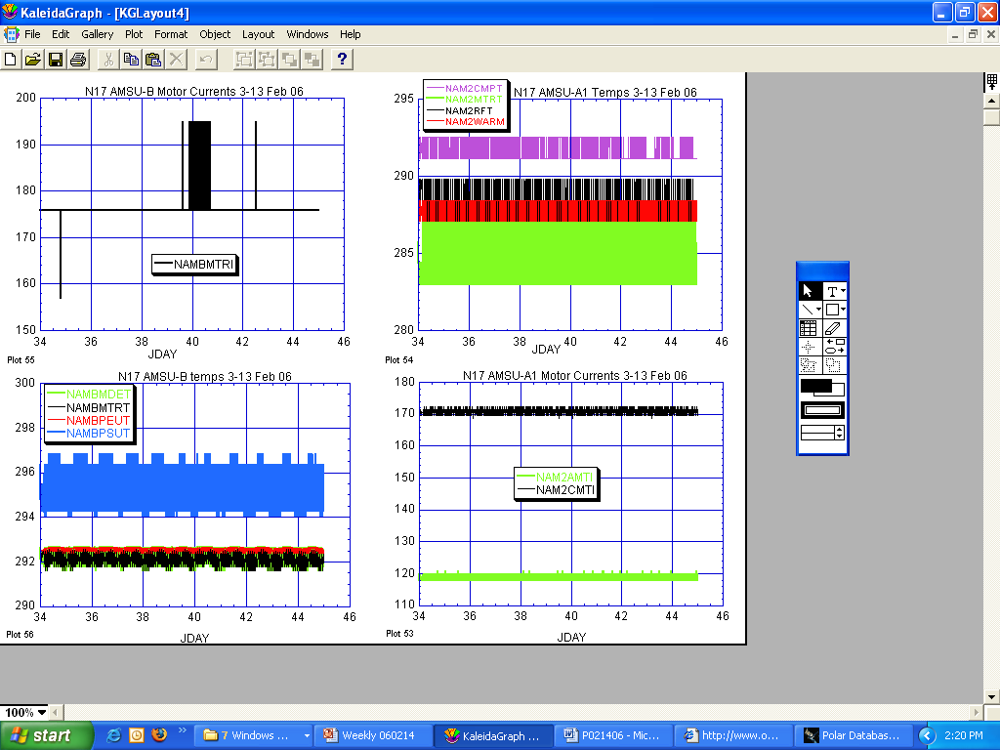 KaleidaGraph - [KGLayout4]
File Edit Gallery Plot Format Object Layout Windows Help
N17 AMSU-B Motor Currents 3-13 Feb 06
200
190
180
170
160
150
NAMBMTRI
34 36 38 40 42 44 46
JDAY
Plot 55
N17 AMSU-A1 Temps 3-13 Feb 06
NAM2CMPT
NAM2MTRT
NAM2RFT
NAM2WARM
295
290
285
280
34 36 38 40 42 44 46
JDAY
Plot 54
N17 AMSU-B temps 3-13 Feb 06
NAMBMDET
NAMBMTRT
NAMBPEUT
NAMBPSUT
300
298
296
294
292
290
34 36 38 40 42 44 46
JDAY
Plot 56
N17 AMSU-A1 Motor Currents 3-13 Feb 06
180
170
160
150
140
130
120
110
NAM2AMTI
NAM2CMTI
34 36 38 40 42 44 46
JDAY
Plot 53
T
100%
start
7 Windows ...
Weekly 060214
KaleidaGraph ...
P021406 - Mic...
http://www.o...
Polar Databas...
2:20 PM